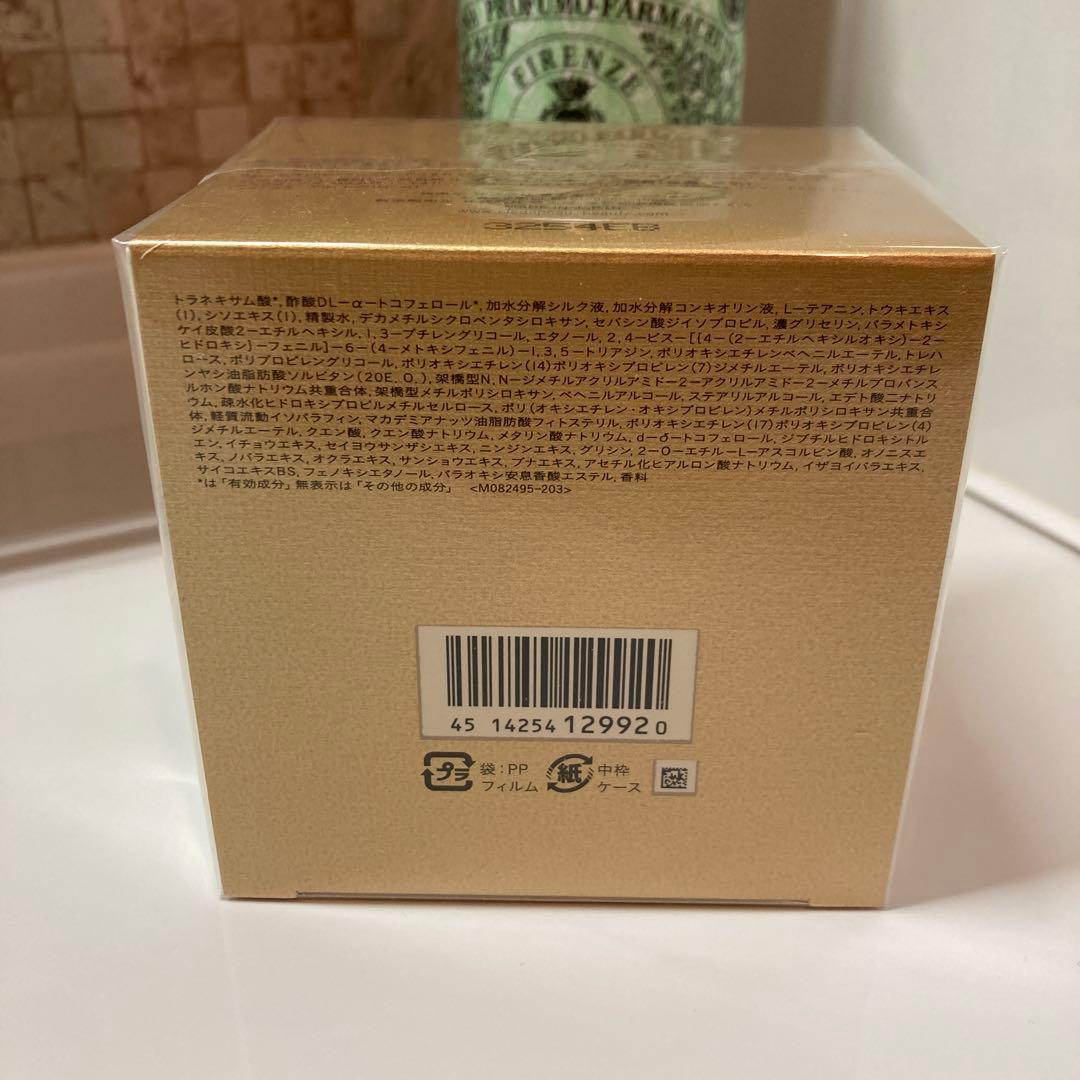 PROFUMO-FARMACEU
FIRENZE
3254EB
トラネキサム酸*, 酢酸DL-α-トコフェロール*, 加水分解シルク液, 加水分解コンキオリン液, L-テアニン, トウキエキス
(1), シソエキス(1), 精製水, デカメチルシクロペンタシロキサン, セバシン酸ジイソプロピル, 濃グリセリン, パラメトキシ
ケイ皮酸2-エチルヘキシル, 1,3-ブチレングリコール, エタノール, 2,4-ビス-[{4-(2-エチルヘキシルオキシ)-2-
ヒドロキシ}-フェニル]-6-(4-メトキシフェニル)-1,3,5-トリアジン, ポリオキシエチレンベヘニルエーテル, トレハ
ロース, ポリプロピレングリコール, ポリオキシエチレン(14)ポリオキシプロピレン(7)ジメチルエーテル, ポリオキシエチレ
ンヤシ油脂肪酸ソルビタン(20E.O.), 架橋型N,N-ジメチルアクリルアミド-2-アクリルアミド-2-メチルプロパンス
ルホン酸ナトリウム共重合体, 架橋型メチルポリシロキサン, ベヘニルアルコール, ステアリルアルコール, エデト酸二ナトリ
ウム, 疎水化ヒドロキシプロピルメチルセルロース, ポリ(オキシエチレン・オキシプロピレン)メチルポリシロキサン共重合
体, 軽質流動イソパラフィン, マカデミアナッツ油脂肪酸フィトステリル, ポリオキシエチレン(17)ポリオキシプロピレン(4)
ジメチルエーテル, クエン酸, クエン酸ナトリウム, メタリン酸ナトリウム, d-δ-トコフェロール, ジブチルヒドロキシトル
エン, イチョウエキス, セイヨウサンザシエキス, ニンジンエキス, グリシン, 2-O-エチル-L-アスコルビン酸, オノニスエ
キス, ノバラエキス, オクラエキス, サンショウエキス, ブナエキス, アセチル化ヒアルロン酸ナトリウム, イザヨイバラエキス,
サイコエキスBS, フェノキシエタノール, パラオキシ安息香酸エステル, 香料
*は「有効成分」無表示は「その他の成分」 <M082495-203>
45 14254 129920
プラ 袋:PP 紙 中枠
フィルム ケース